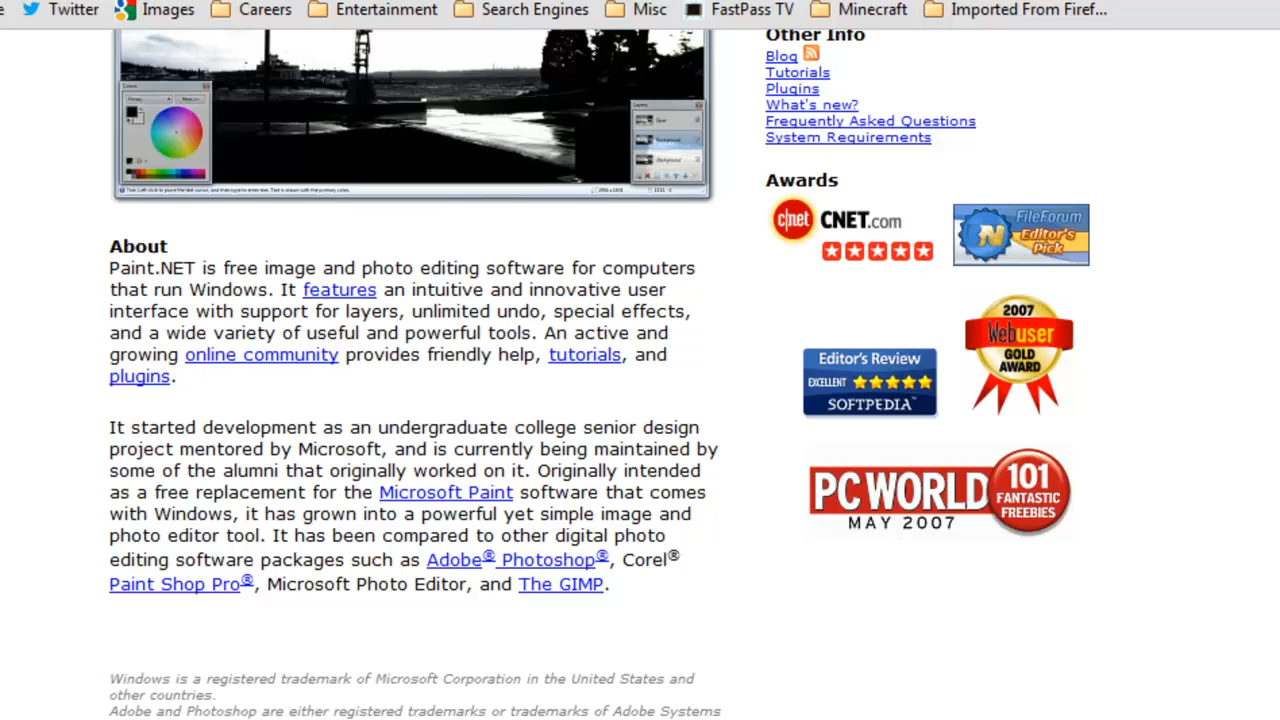 Twitter
Images
Careers
Entertainment
Search Engines
Misc
FastPass TV
Minecraft
Imported From Firef...
Colors
Layers
Background
Background
About
Paint.NET is free image and photo editing software for computers
that run Windows. It features an intuitive and innovative user
interface with support for layers, unlimited undo, special effects,
and a wide variety of useful and powerful tools. An active and
growing online community provides friendly help, tutorials, and
plugins.
It started development as an undergraduate college senior design
project mentored by Microsoft, and is currently being maintained by
some of the alumni that originally worked on it. Originally intended
as a free replacement for the Microsoft Paint software that comes
with Windows, it has grown into a powerful yet simple image and
photo editor tool. It has been compared to other digital photo
editing software packages such as Adobe® Photoshop®, Corel®
Paint Shop Pro®, Microsoft Photo Editor, and The GIMP.
Windows is a registered trademark of Microsoft Corporation in the United States and
other countries.
Adobe and Photoshop are either registered trademarks or trademarks of Adobe Systems
Other Info
Blog
Tutorials
Plugins
What's new?
Frequently Asked Questions
System Requirements
Awards
c|net CNET.com
FileForum
Editor's
Pick
2007
Webuser
GOLD
AWARD
Editor's Review
EXCELLENT
SOFTPEDIA™
PC WORLD
MAY 2007
101
FANTASTIC
FREEBIES